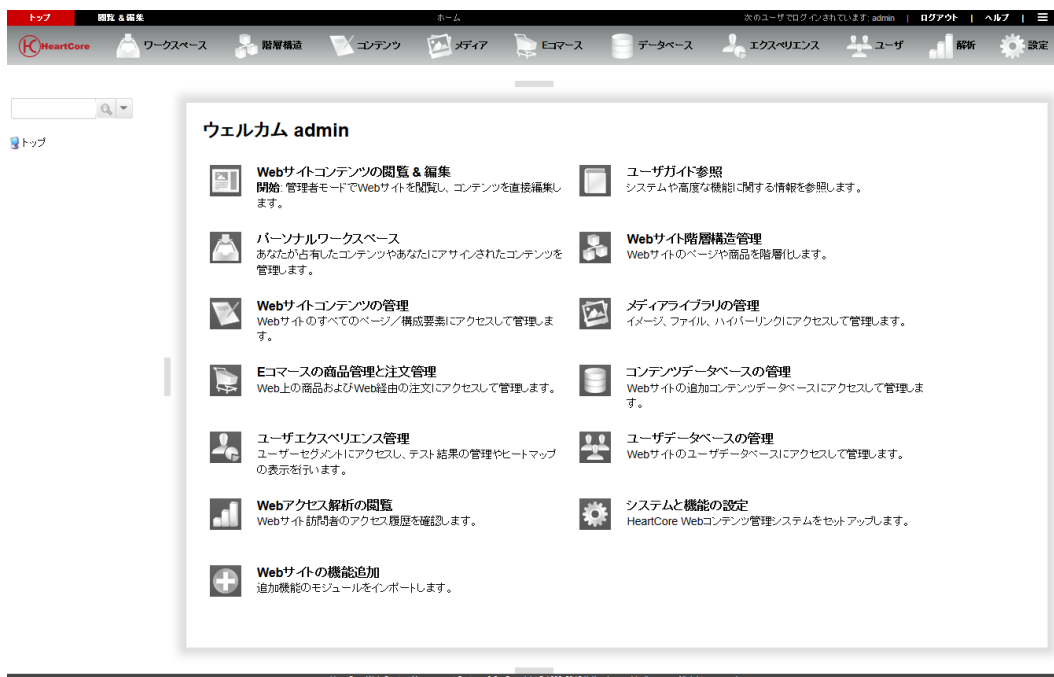 トップ 閲覧 & 編集 ホーム 次のユーザでログインされています: admin | ログアウト | ヘルプ |
HeartCore ワークスペース 階層構造 コンテンツ メディア Eコマース データベース エクスペリエンス ユーザ 解析 設定
トップ
ウェルカム admin
Webサイトコンテンツの閲覧 & 編集
開始: 管理者モードでWebサイトを閲覧し、コンテンツを直接編集し
ます。
ユーザガイド参照
システムや高度な機能に関する情報を参照します。
パーソナルワークスペース
あなたが占有したコンテンツやあなたにアサインされたコンテンツを
管理します。
Webサイト階層構造管理
Webサイトのページや商品を階層化します。
Webサイトコンテンツの管理
Webサイトのすべてのページ／構成要素にアクセスして管理しま
す。
メディアライブラリの管理
イメージ、ファイル、ハイパーリンクにアクセスして管理します。
Eコマースの商品管理と注文管理
Web上の商品およびWeb経由の注文にアクセスして管理します。
コンテンツデータベースの管理
Webサイトの追加コンテンツデータベースにアクセスして管理しま
す。
ユーザエクスペリエンス管理
ユーザーセグメントにアクセスし、テスト結果の管理やヒートマップ
の表示を行います。
ユーザデータベースの管理
Webサイトのユーザデータベースにアクセスして管理します。
Webアクセス解析の閲覧
Webサイト訪問者のアクセス履歴を確認します。
システムと機能の設定
HeartCore Webコンテンツ管理システムをセットアップします。
Webサイトの機能追加
追加機能のモジュールをインポートします。